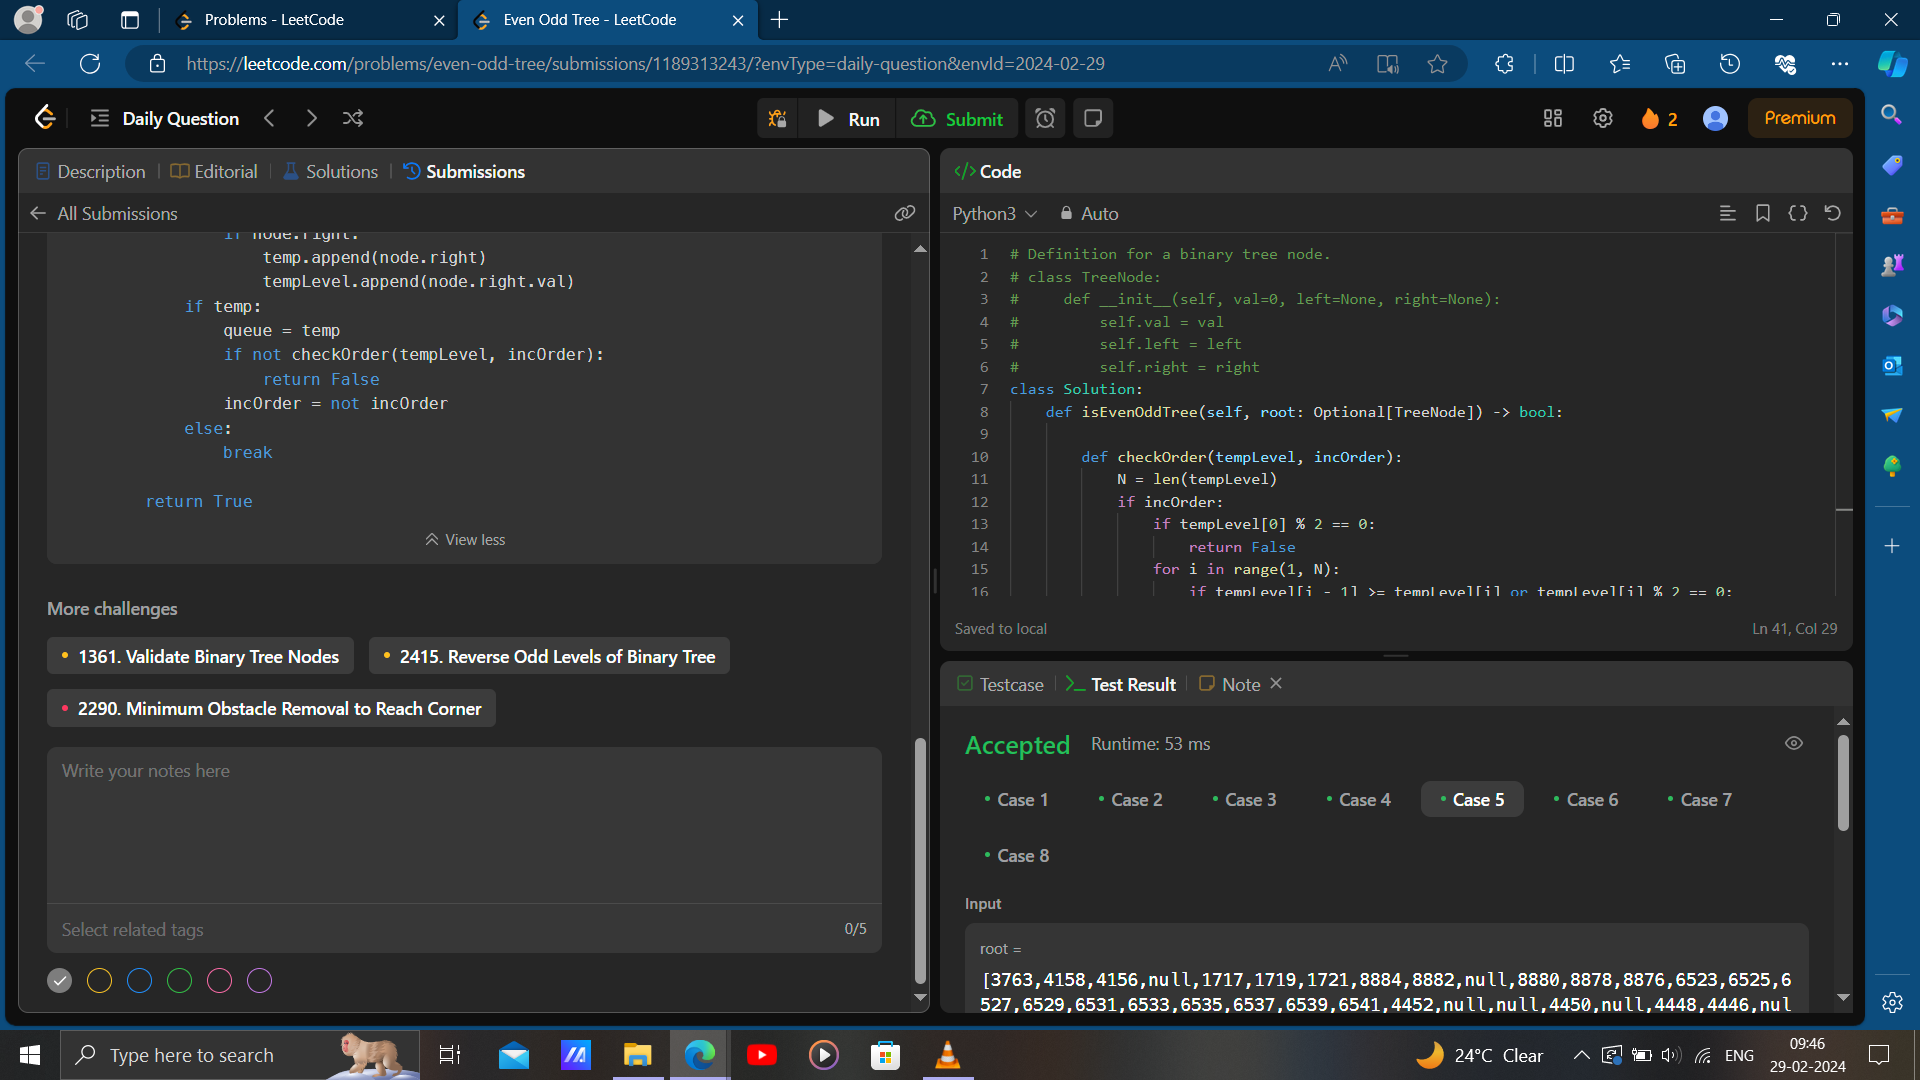 Problems - LeetCode
Even Odd Tree - LeetCode
https://leetcode.com/problems/even-odd-tree/submissions/1189313243/?envType=daily-question&envId=2024-02-29
Daily Question
Run
Submit
2
Premium
Description
Editorial
Solutions
Submissions
All Submissions
if node.right:
temp.append(node.right)
tempLevel.append(node.right.val)
if temp:
queue = temp
if not checkOrder(tempLevel, incOrder):
return False
incOrder = not incOrder
else:
break
return True
View less
More challenges
1361. Validate Binary Tree Nodes
2415. Reverse Odd Levels of Binary Tree
2290. Minimum Obstacle Removal to Reach Corner
Write your notes here
Select related tags
0/5
</> Code
Python3
Auto
1 # Definition for a binary tree node.
2 # class TreeNode:
3 #     def __init__(self, val=0, left=None, right=None):
4 #         self.val = val
5 #         self.left = left
6 #         self.right = right
7 class Solution:
8     def isEvenOddTree(self, root: Optional[TreeNode]) -> bool:
9
10         def checkOrder(tempLevel, incOrder):
11             N = len(tempLevel)
12             if incOrder:
13                 if tempLevel[0] % 2 == 0:
14                     return False
15                 for i in range(1, N):
16                     if tempLevel[i - 1] >= tempLevel[i] or tempLevel[i] % 2 == 0:
Saved to local
Ln 41, Col 29
Testcase
Test Result
Note
Accepted
Runtime: 53 ms
Case 1
Case 2
Case 3
Case 4
Case 5
Case 6
Case 7
Case 8
Input
root =
[3763,4158,4156,null,1717,1719,1721,8884,8882,null,8880,8878,8876,6523,6525,6
527,6529,6531,6533,6535,6537,6539,6541,4452,null,null,4450,null,4448,4446,nul
Type here to search
24°C Clear
ENG
09:46
29-02-2024